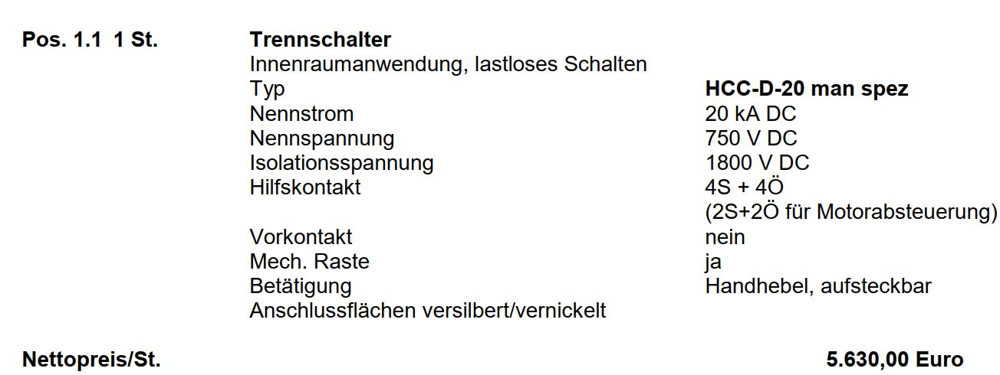 Pos. 1.1 1 St. Trennschalter
Innenraumanwendung, lastloses Schalten
Typ HCC-D-20 man spez
Nennstrom 20 kA DC
Nennspannung 750 V DC
Isolationsspannung 1800 V DC
Hilfskontakt 4S + 4Ö
(2S+2Ö für Motorabsteuerung)
Vorkontakt nein
Mech. Raste ja
Betätigung Handhebel, aufsteckbar
Anschlussflächen versilbert/vernickelt
Nettopreis/St. 5.630,00 Euro